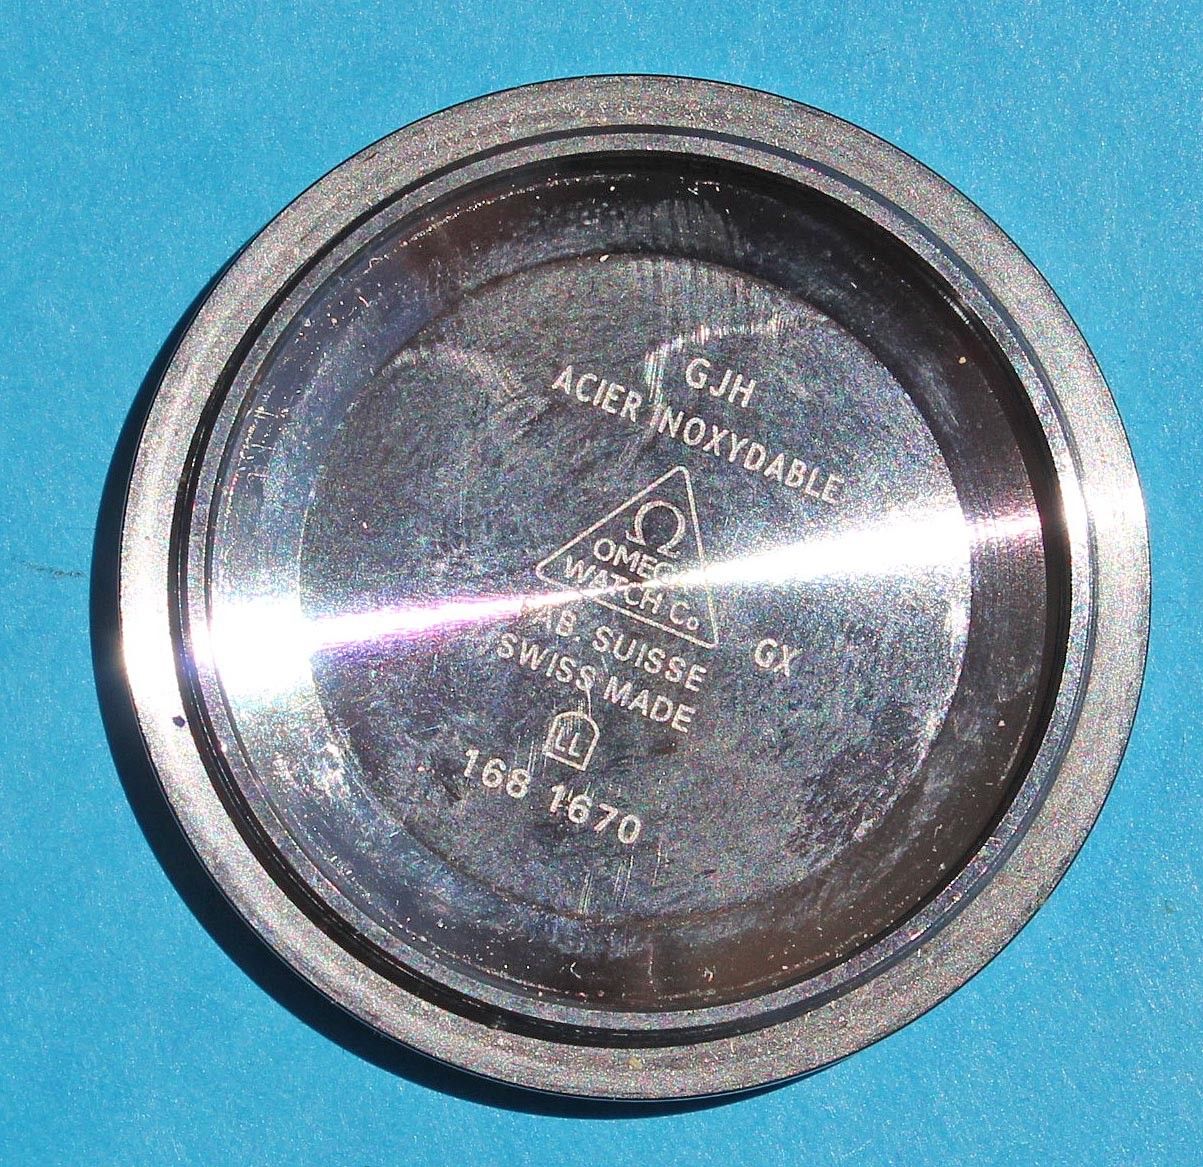 GJH
ACIER INOXYDABLE
Ω
OMEGA
WATCH Co
FAB. SUISSE
GX
SWISS MADE
LL
168 1670